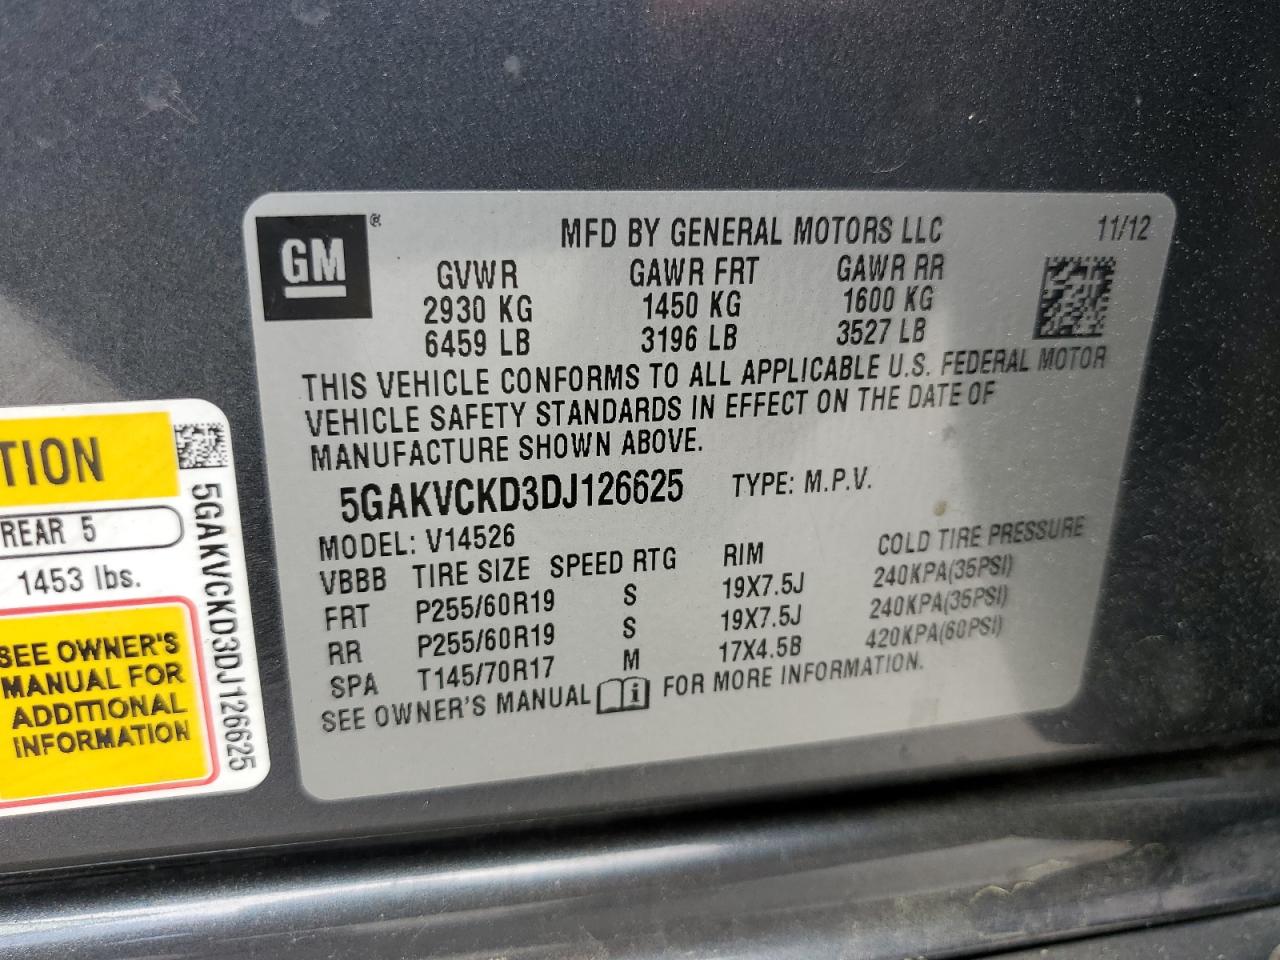 GM®
MFD BY GENERAL MOTORS LLC 11/12
GVWR GAWR FRT GAWR RR
2930 KG 1450 KG 1600 KG
6459 LB 3196 LB 3527 LB
THIS VEHICLE CONFORMS TO ALL APPLICABLE U.S. FEDERAL MOTOR
VEHICLE SAFETY STANDARDS IN EFFECT ON THE DATE OF
MANUFACTURE SHOWN ABOVE.
5GAKVCKD3DJ126625 TYPE: M.P.V.
MODEL: V14526
VBBB TIRE SIZE SPEED RTG RIM COLD TIRE PRESSURE
FRT P255/60R19 S 19X7.5J 240KPA(35PSI)
RR P255/60R19 S 19X7.5J 240KPA(35PSI)
SPA T145/70R17 M 17X4.5B 420KPA(60PSI)
SEE OWNER'S MANUAL i FOR MORE INFORMATION.
TION
REAR 5
1453 lbs.
SEE OWNER'S
MANUAL FOR
ADDITIONAL
INFORMATION
5GAKVCKD3DJ126625